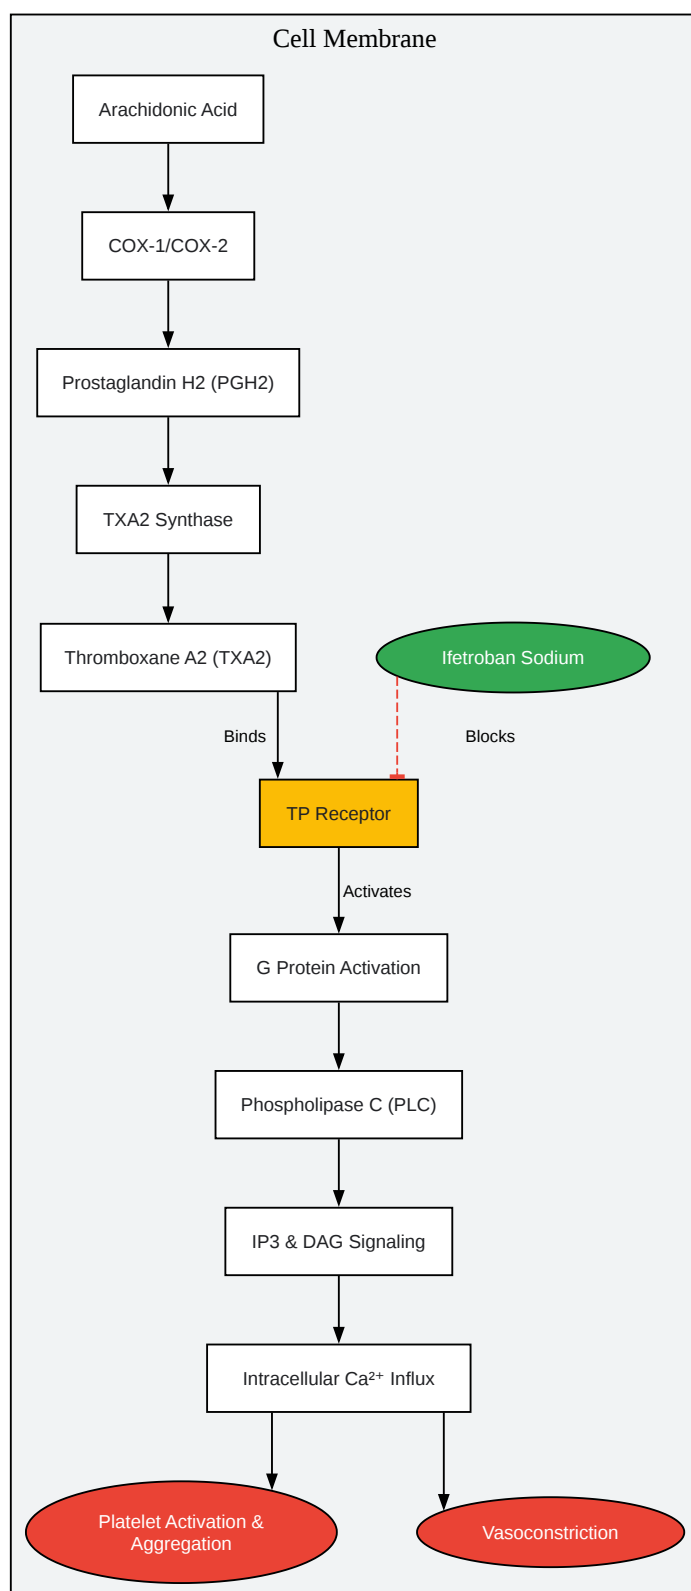 Cell Membrane
Arachidonic Acid
COX-1/COX-2
Prostaglandin H2 (PGH2)
TXA2 Synthase
Thromboxane A2 (TXA2)
Ifetroban Sodium
Binds
Blocks
TP Receptor
Activates
G Protein Activation
Phospholipase C (PLC)
IP3 & DAG Signaling
Intracellular Ca²⁺ Influx
Platelet Activation &
Aggregation
Vasoconstriction